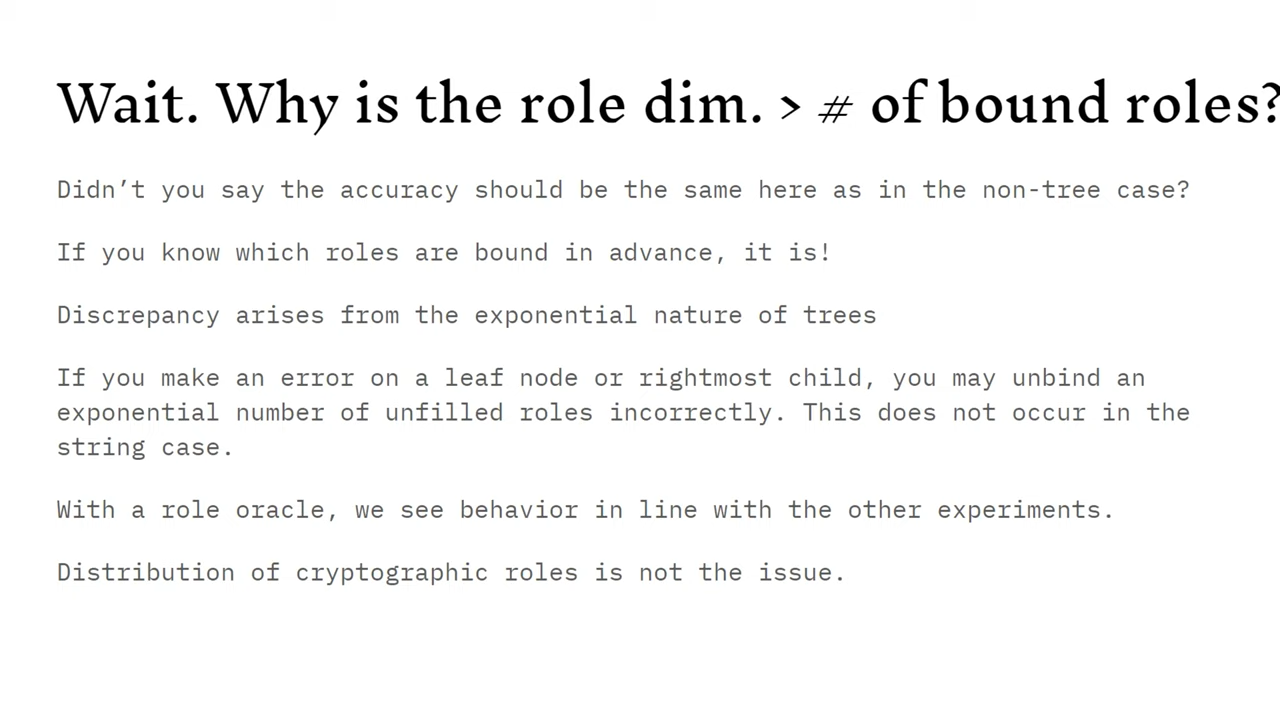 Wait. Why is the role dim. > # of bound roles?
Didn’t you say the accuracy should be the same here as in the non-tree case?
If you know which roles are bound in advance, it is!
Discrepancy arises from the exponential nature of trees
If you make an error on a leaf node or rightmost child, you may unbind an
exponential number of unfilled roles incorrectly. This does not occur in the
string case.
With a role oracle, we see behavior in line with the other experiments.
Distribution of cryptographic roles is not the issue.